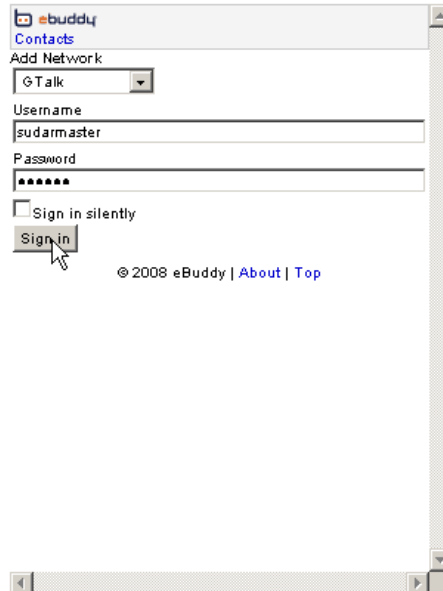 ebuddy
Contacts
Add Network
GTalk
Username
sudarmaster
Password
••••••
Sign in silently
Sign in
© 2008 eBuddy | About | Top